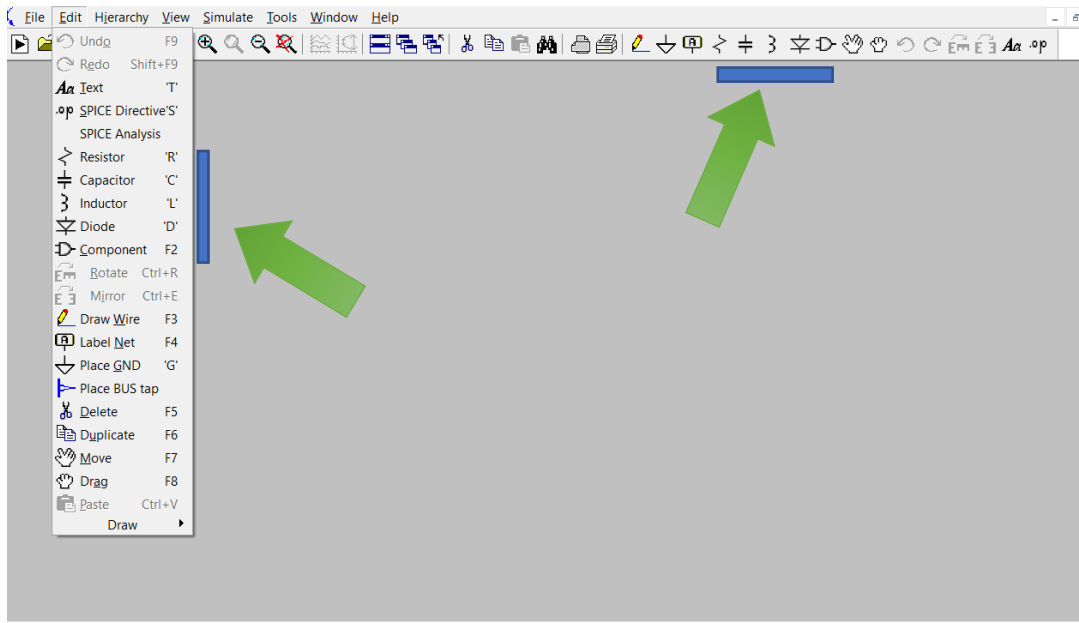 File Edit Hierarchy View Simulate Tools Window Help
Undo F9
Redo Shift+F9
Aa Text 'T'
.op SPICE Directive'S'
SPICE Analysis
Resistor 'R'
Capacitor 'C'
Inductor 'L'
Diode 'D'
Component F2
Rotate Ctrl+R
Mirror Ctrl+E
Draw Wire F3
A Label Net F4
Place GND 'G'
Place BUS tap
Delete F5
Duplicate F6
Move F7
Drag F8
Paste Ctrl+V
Draw
A Aa .op